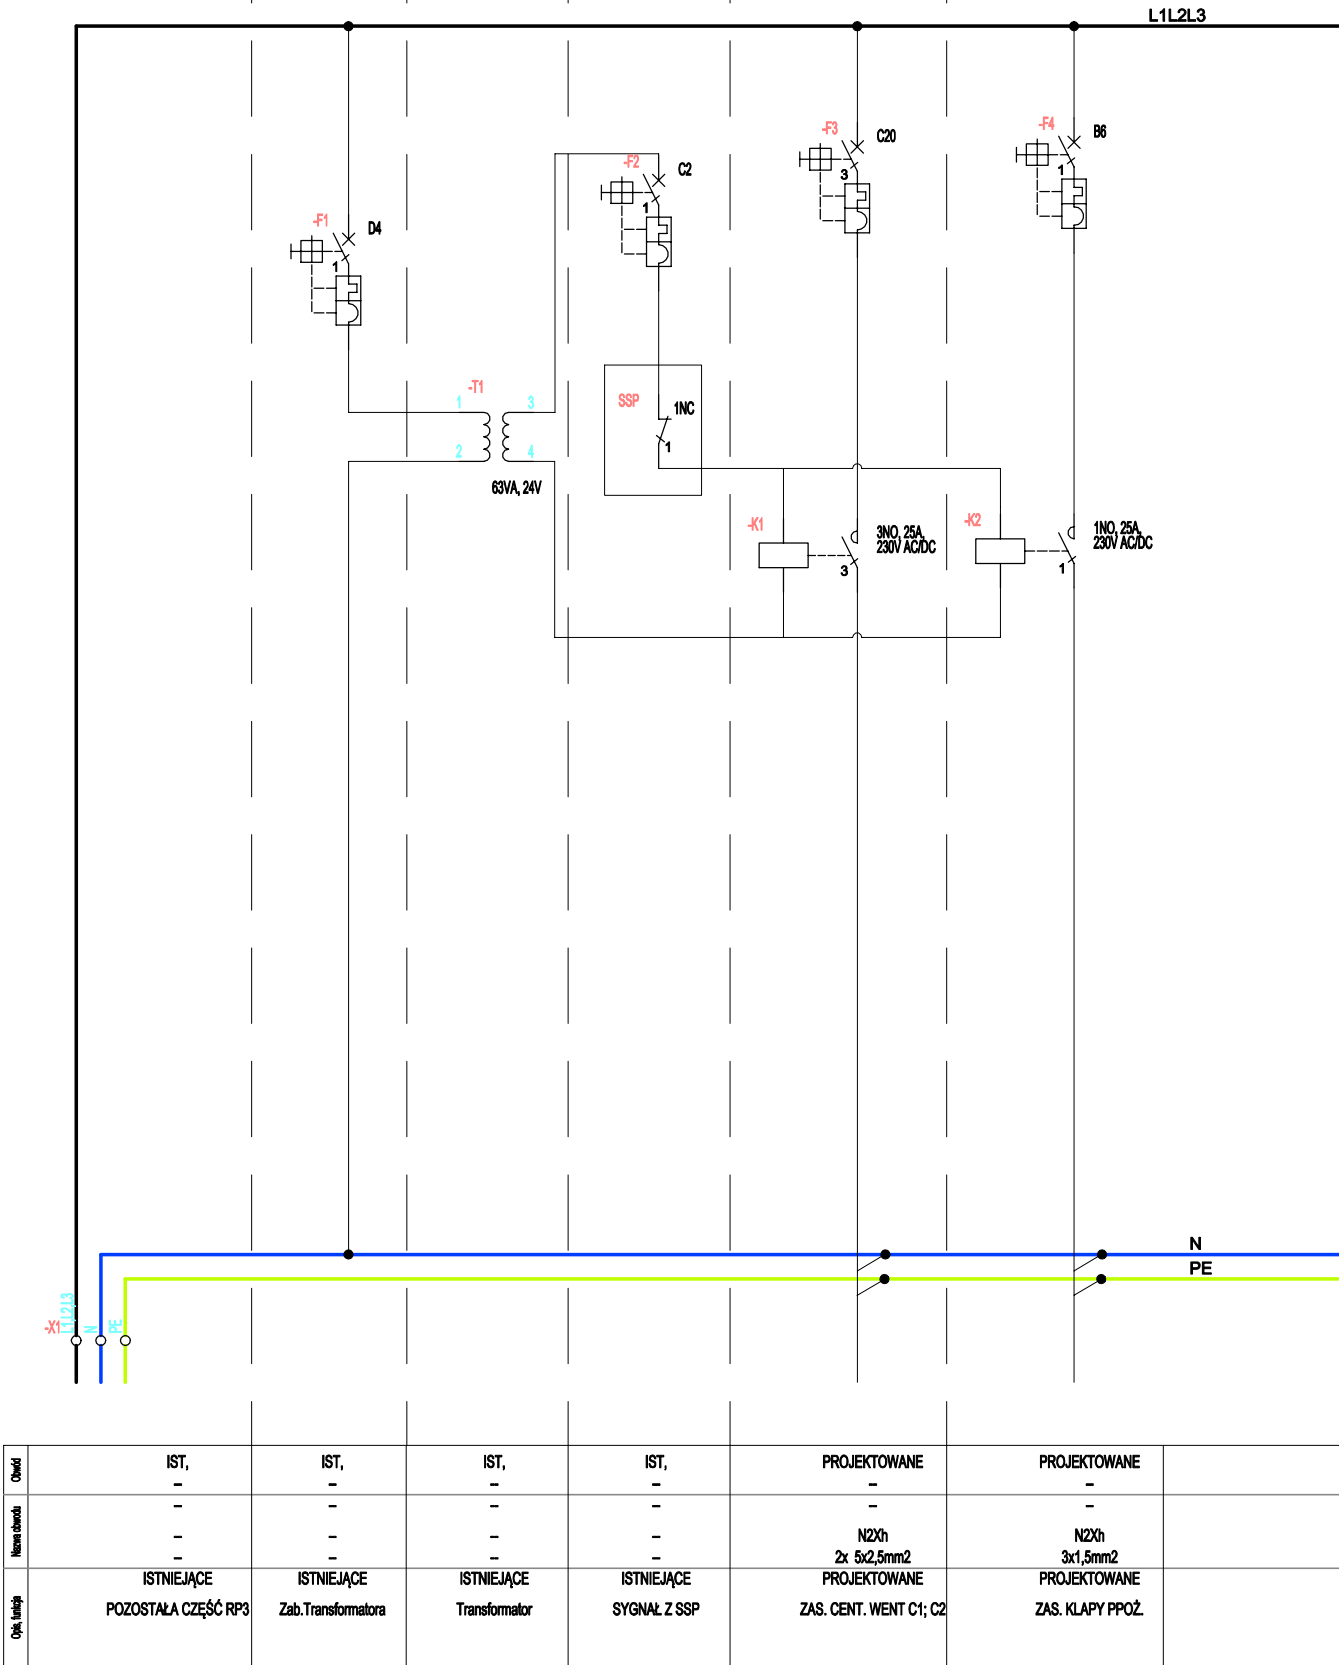 L1L2L3
-F3
C20
3
-F4
B6
1
-F2
C2
1
-F1
D4
1
-T1
1
3
2
4
63VA, 24V
SSP
1NC
1
-K1
3NO, 25A,
230V AC/DC
3
-K2
1NO, 25A,
230V AC/DC
1
N
PE
-X1
L1L2L3
N
PE
Obwód
IST,
IST,
IST,
IST,
PROJEKTOWANE
PROJEKTOWANE
–
–
–
–
–
–
Nazwa obwodu
–
–
–
–
–
–
–
–
–
–
N2Xh
N2Xh
–
–
–
–
2x 5x2,5mm2
3x1,5mm2
Opis, funkcja
ISTNIEJĄCE
ISTNIEJĄCE
ISTNIEJĄCE
ISTNIEJĄCE
PROJEKTOWANE
PROJEKTOWANE
POZOSTAŁA CZĘŚĆ RP3
Zab.Transformatora
Transformator
SYGNAŁ Z SSP
ZAS. CENT. WENT C1; C2
ZAS. KLAPY PPOŻ.